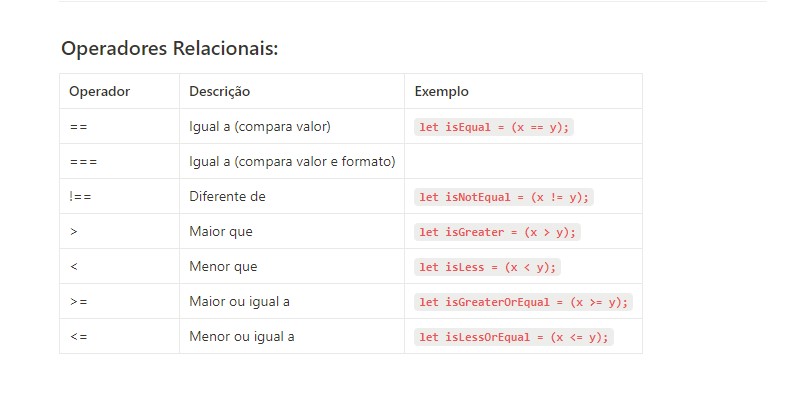 Operadores Relacionais:
Operador Descrição Exemplo
== Igual a (compara valor) let isEqual = (x == y);
=== Igual a (compara valor e formato)
!== Diferente de let isNotEqual = (x != y);
> Maior que let isGreater = (x > y);
< Menor que let isLess = (x < y);
>= Maior ou igual a let isGreaterOrEqual = (x >= y);
<= Menor ou igual a let isLessOrEqual = (x <= y);